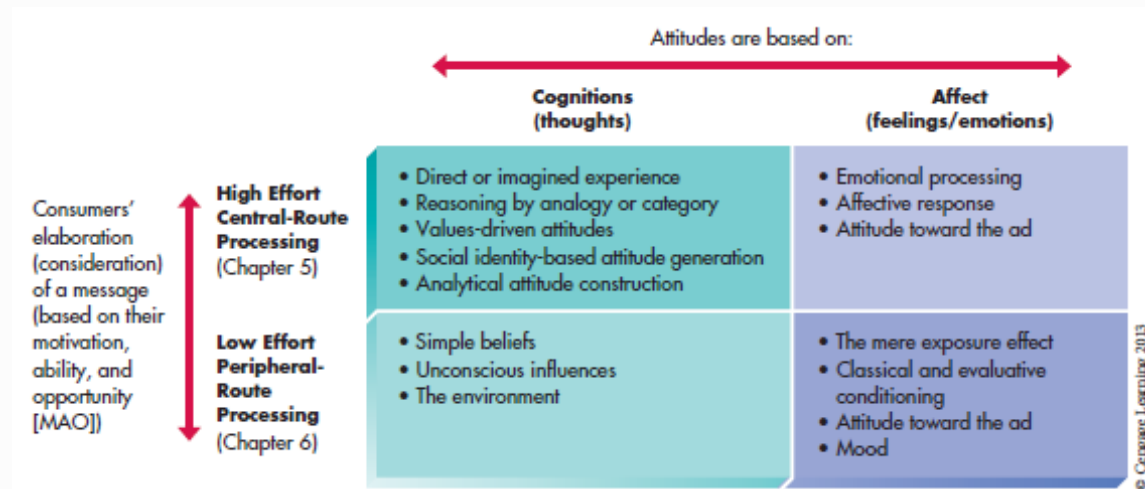 Attitudes are based on:
Cognitions
(thoughts)
Affect
(feelings/emotions)
Consumers'
elaboration
(consideration)
of a message
(based on their
motivation,
ability, and
opportunity
[MAO])
High Effort
Central-Route
Processing
(Chapter 5)
• Direct or imagined experience
• Reasoning by analogy or category
• Values-driven attitudes
• Social identity-based attitude generation
• Analytical attitude construction
• Emotional processing
• Affective response
• Attitude toward the ad
Low Effort
Peripheral-
Route
Processing
(Chapter 6)
• Simple beliefs
• Unconscious influences
• The environment
• The mere exposure effect
• Classical and evaluative
conditioning
• Attitude toward the ad
• Mood
Cengage Learning 2013